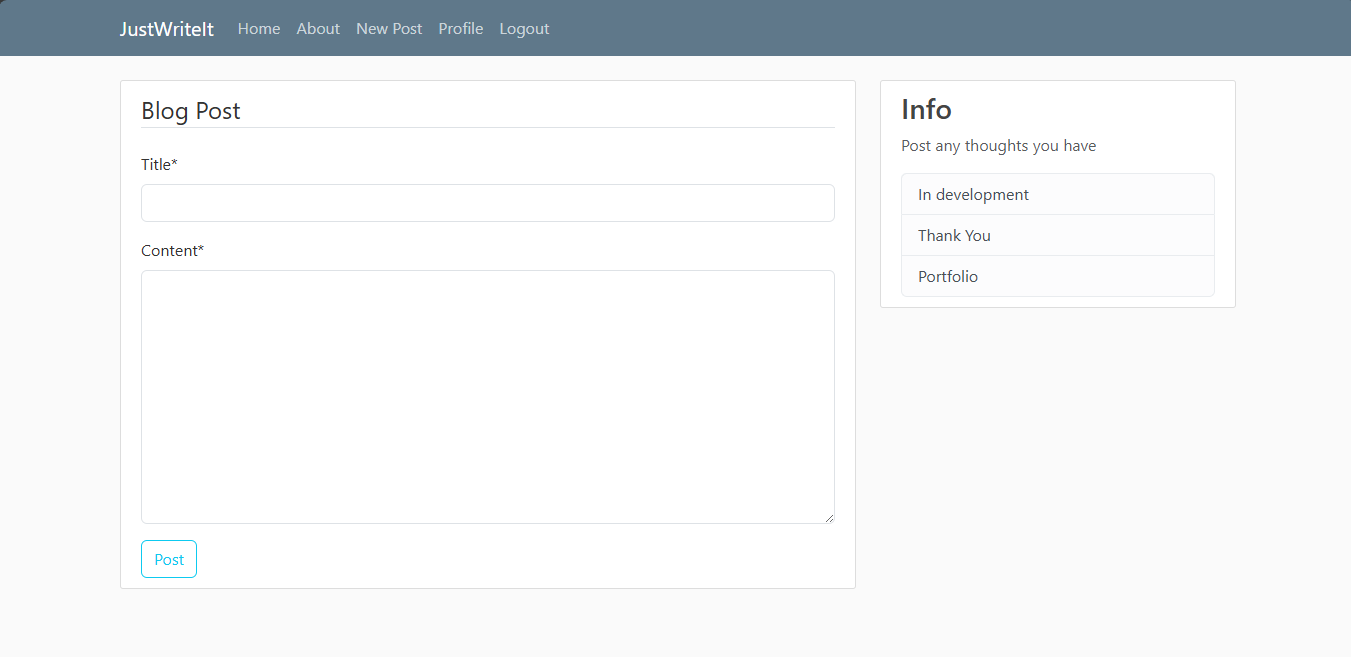 JustWriteIt Home About New Post Profile Logout
Blog Post
Title*
Content*
Post
Info
Post any thoughts you have
In development
Thank You
Portfolio